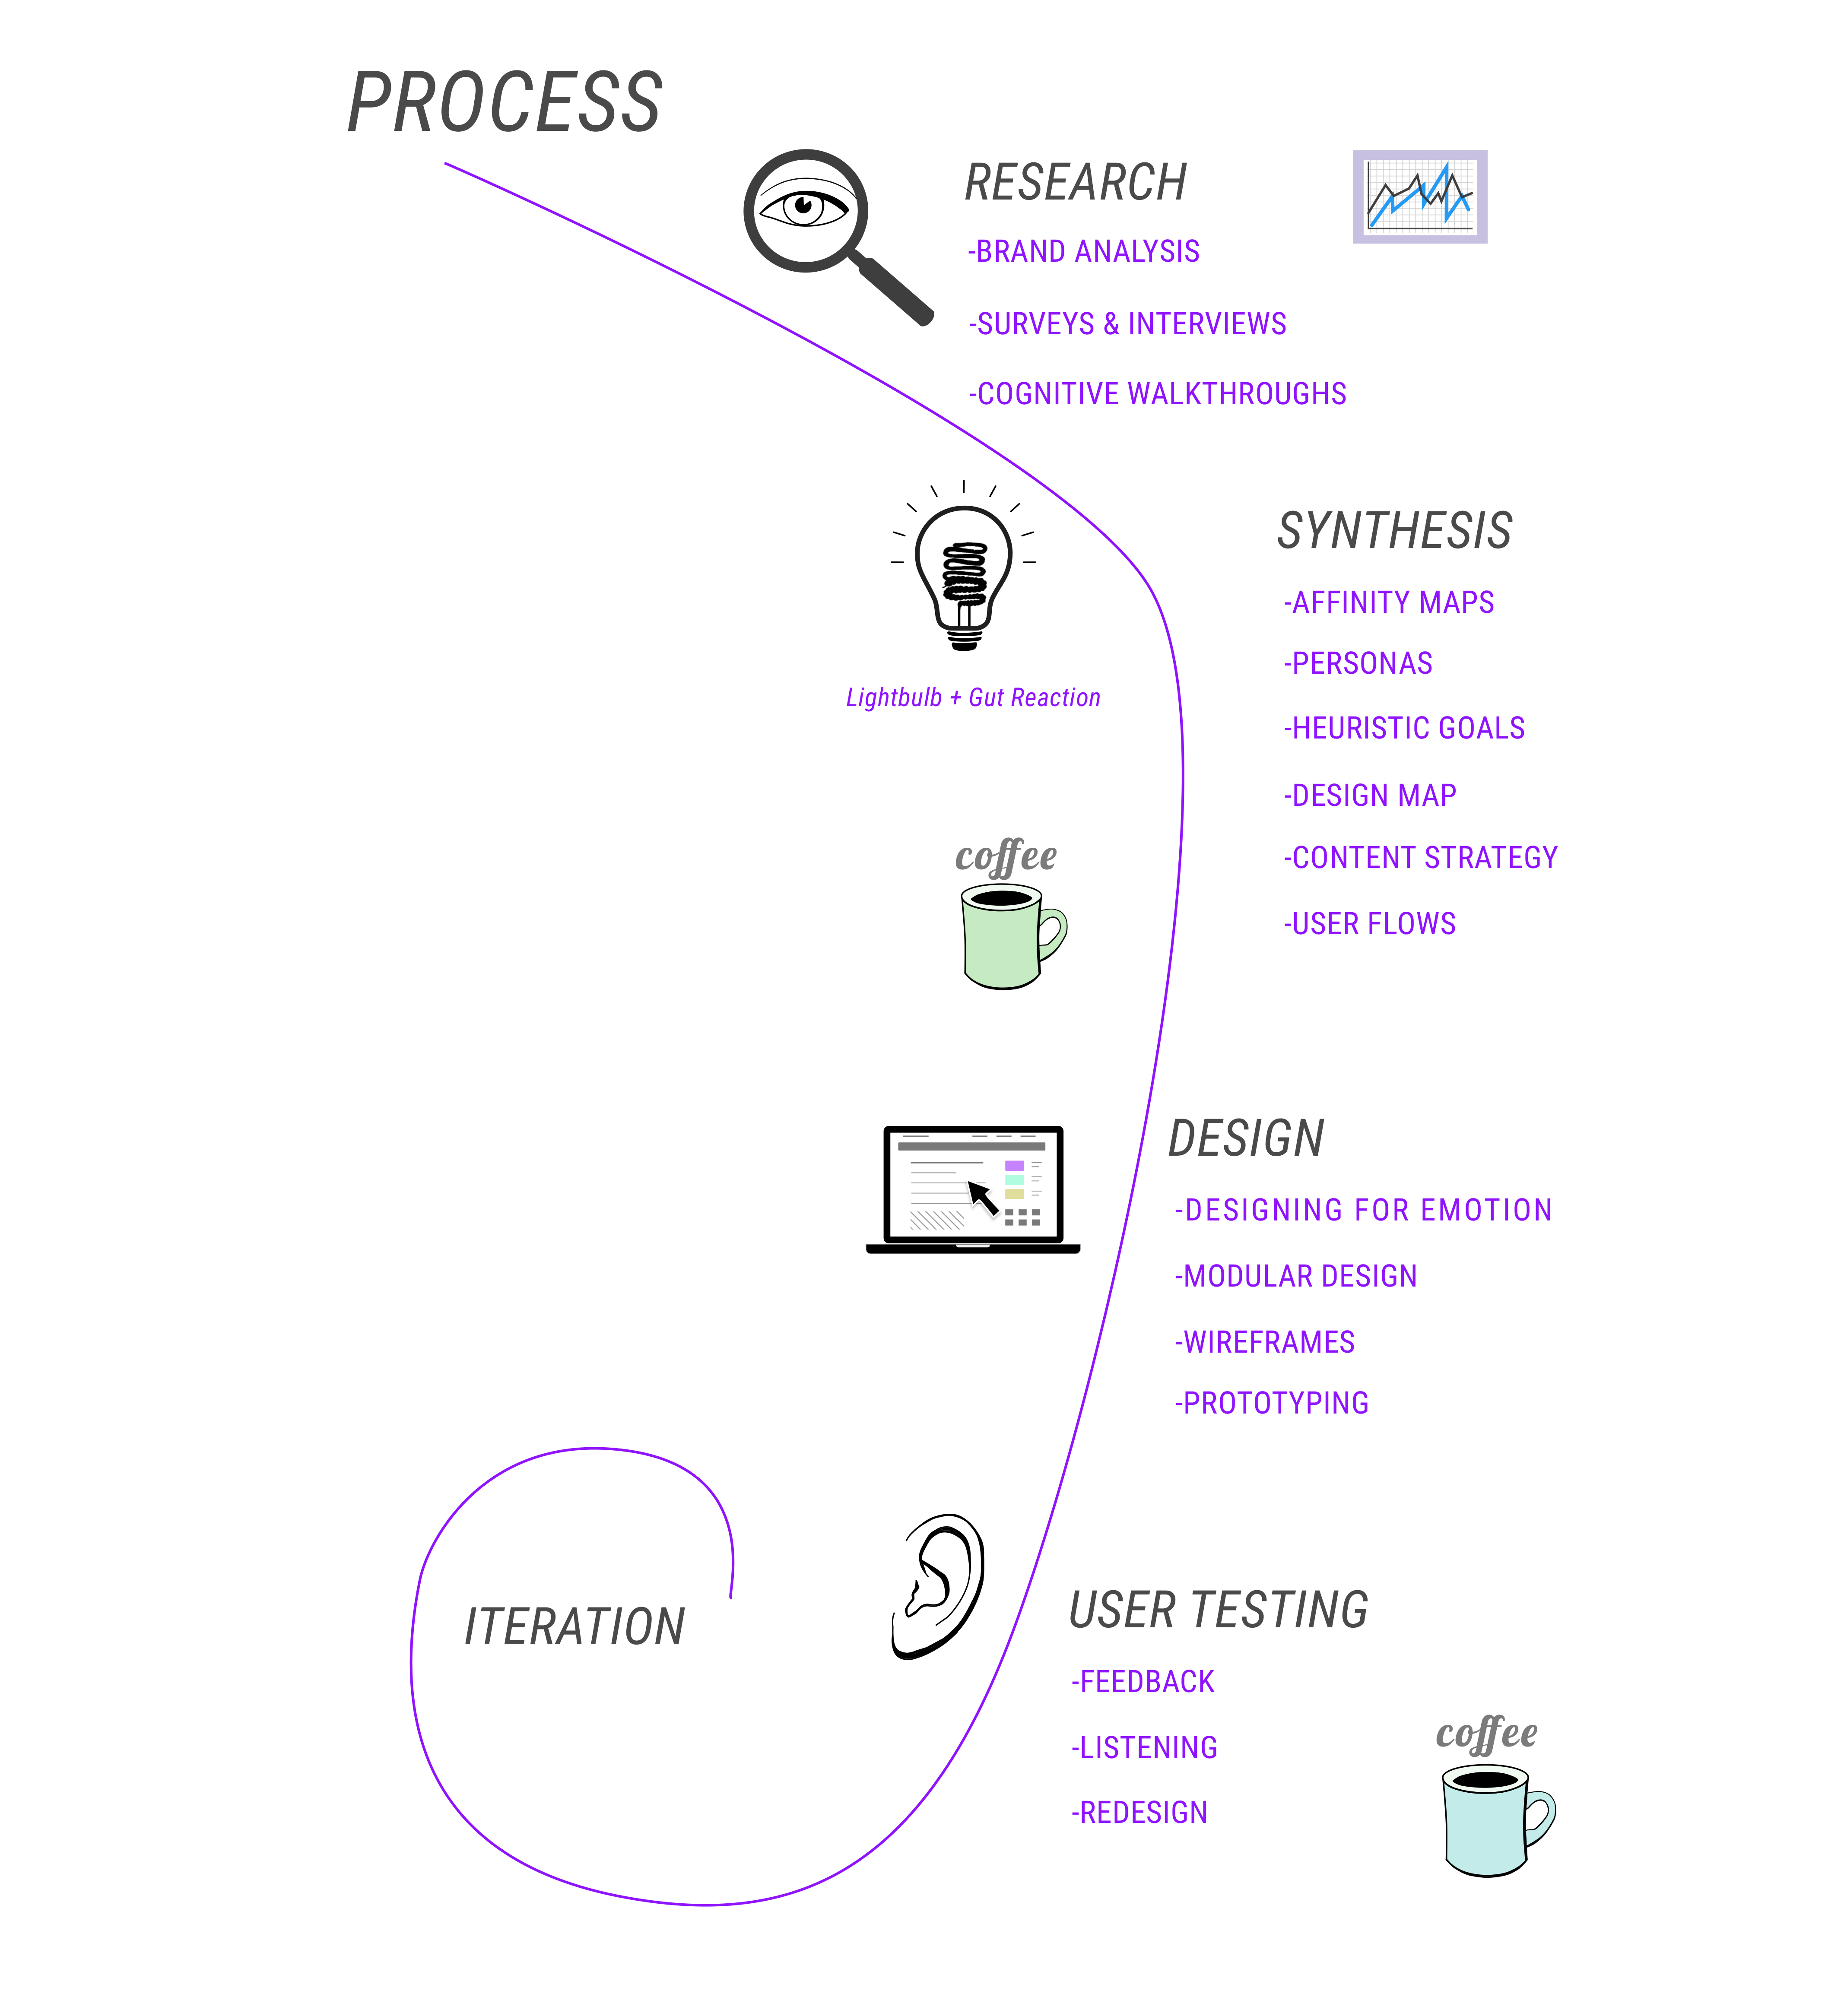 PROCESS
RESEARCH
-BRAND ANALYSIS
-SURVEYS & INTERVIEWS
-COGNITIVE WALKTHROUGHS
SYNTHESIS
-AFFINITY MAPS
-PERSONAS
-HEURISTIC GOALS
-DESIGN MAP
-CONTENT STRATEGY
-USER FLOWS
Lightbulb + Gut Reaction
coffee
DESIGN
-DESIGNING FOR EMOTION
-MODULAR DESIGN
-WIREFRAMES
-PROTOTYPING
USER TESTING
-FEEDBACK
-LISTENING
-REDESIGN
coffee
ITERATION